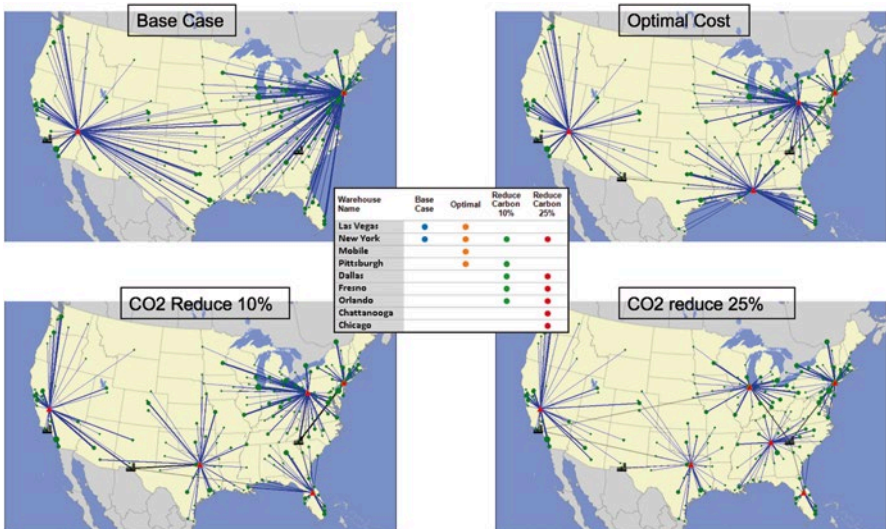 Base Case
Optimal Cost
Warehouse Name Base Case Optimal Reduce Carbon 10% Reduce Carbon 25%
Las Vegas
New York
Mobile
Pittsburgh
Dallas
Fresno
Orlando
Chattanooga
Chicago
CO2 Reduce 10%
CO2 reduce 25%